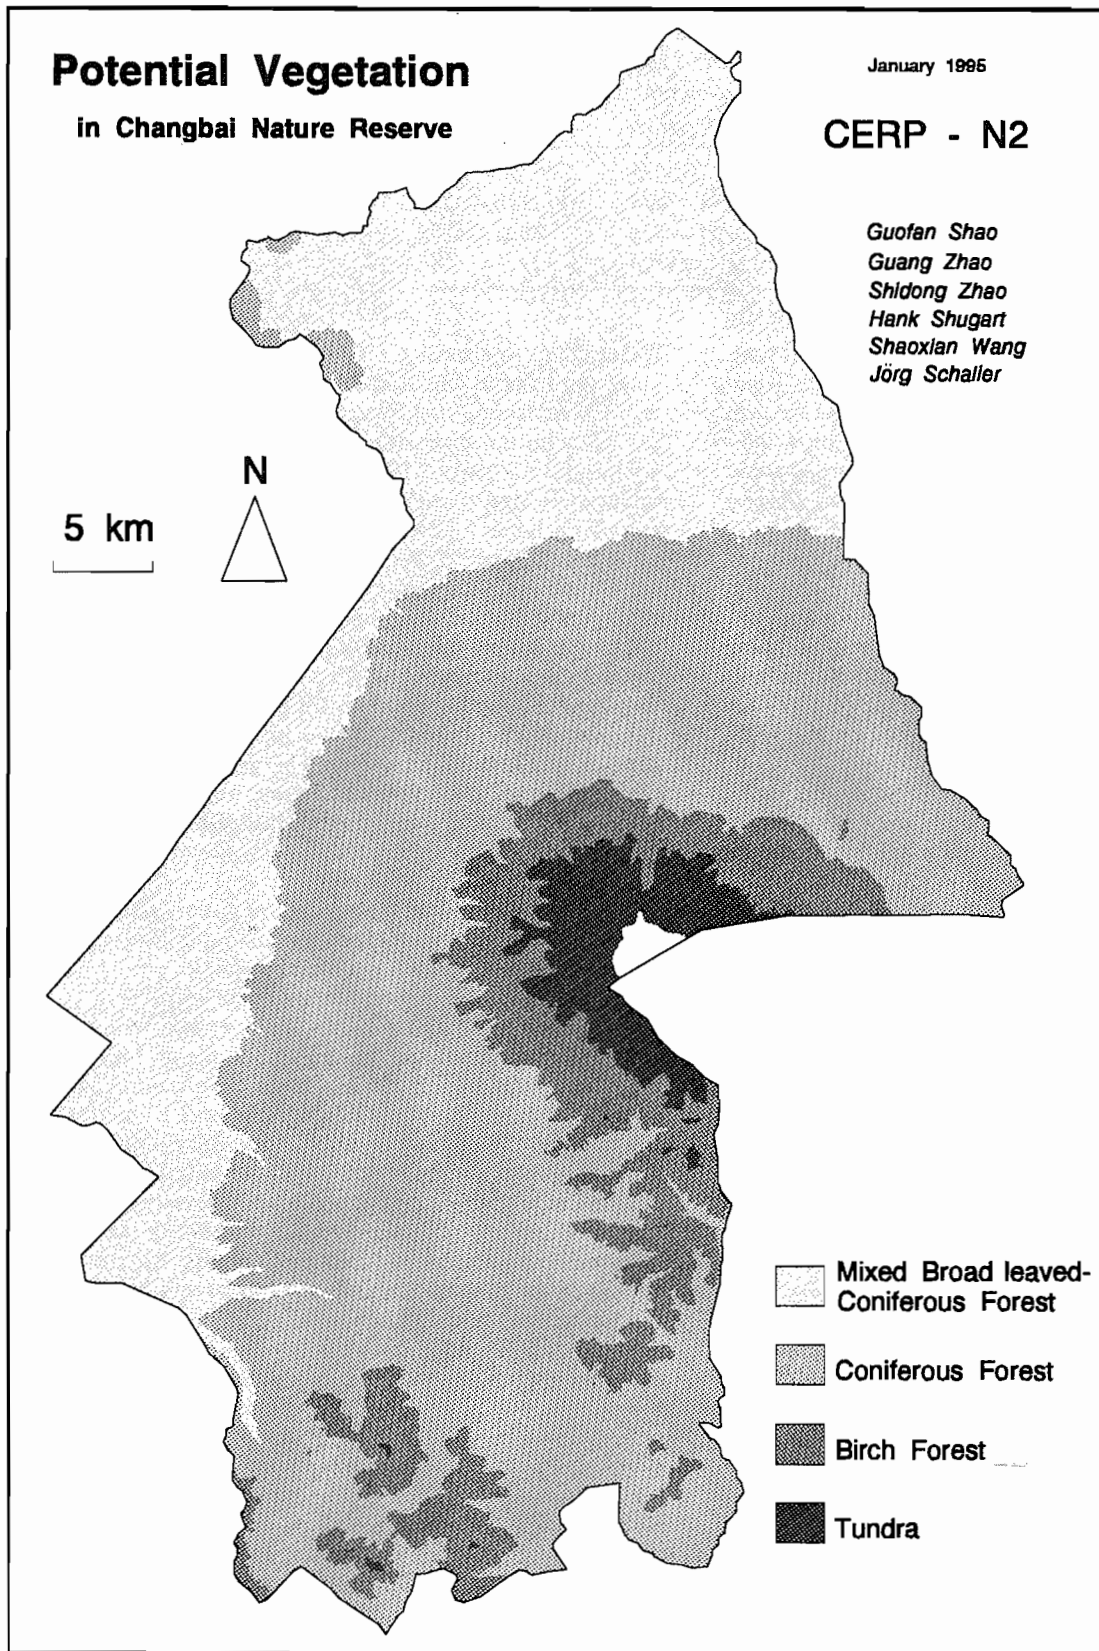 Potential Vegetation
in Changbai Nature Reserve
January 1995
CERP - N2
Guofan Shao
Guang Zhao
Shidong Zhao
Hank Shugart
Shaoxian Wang
Jörg Schaller
N
5 km
Mixed Broad leaved-
Coniferous Forest
Coniferous Forest
Birch Forest
Tundra